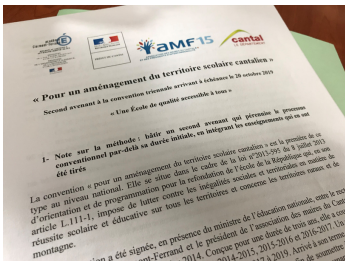 AMF15
cantal
« Pour un aménagement du territoire scolaire cantalien »
Second avenant à la convention triennale arrivant à échéance le 20 octobre 2019
« Une École de qualité accessible à tous »
1- Note sur la méthode : bâtir un second avenant qui pérennise le processus
conventionnel par-delà sa durée initiale, en intégrant les enseignements qui en ont
été tirés
La convention « pour un aménagement du territoire scolaire cantalien » est la première de ce
type au niveau national. Elle se situe dans le cadre de la loi n°2013-595 du 8 juillet 2013
d'orientation et de programmation pour la refondation de l'école de la République qui, en une
article L.111-1, impose de lutter contre les inégalités sociales et territoriales en matière de
réussite scolaire et éducative sur tous les territoires et concerne les territoires ruraux et de
montagne.
a été signée, en présence du ministre de l'éducation nationale, entre le
-Ferrand et le président de l'association des maires du Cantal
2014. Conçue pour une durée de trois ans, elle a
2014-2015, 2015-2016 et 2016-2017. Un
2019. Arrivé à son